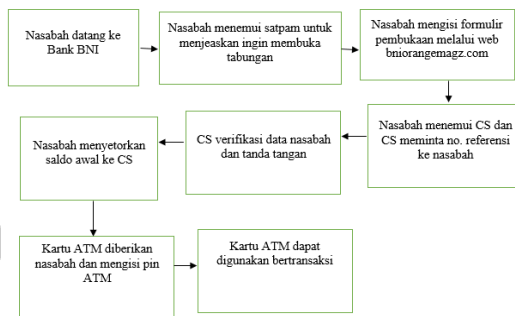 Nasabah datang ke
Bank BNI
Nasabah menemui satpam untuk
menjeaskan ingin membuka
tabungan
Nasabah mengisi formulir
pembukaan melalui web
bniorangemagz.com
Nasabah menemui CS dan
CS meminta no. referensi
ke nasabah
CS verifikasi data nasabah
dan tanda tangan
Nasabah menyetorkan
saldo awal ke CS
Kartu ATM diberikan
nasabah dan mengisi pin
ATM
Kartu ATM dapat
digunakan bertransaksi